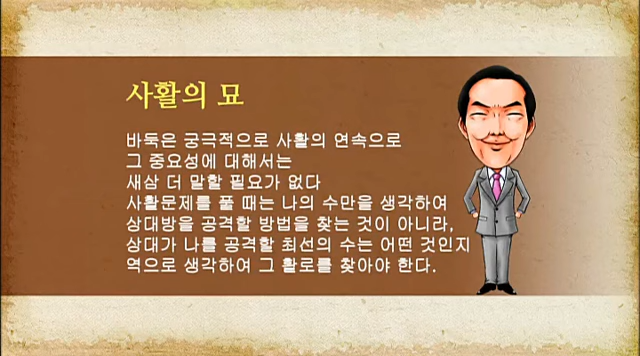 사활의 묘
바둑은 궁극적으로 사활의 연속으로
그 중요성에 대해서는
새삼 더 말할 필요가 없다
사활문제를 풀 때는 나의 수만을 생각하여
상대방을 공격할 방법을 찾는 것이 아니라,
상대가 나를 공격할 최선의 수는 어떤 것인지
역으로 생각하여 그 활로를 찾아야 한다.